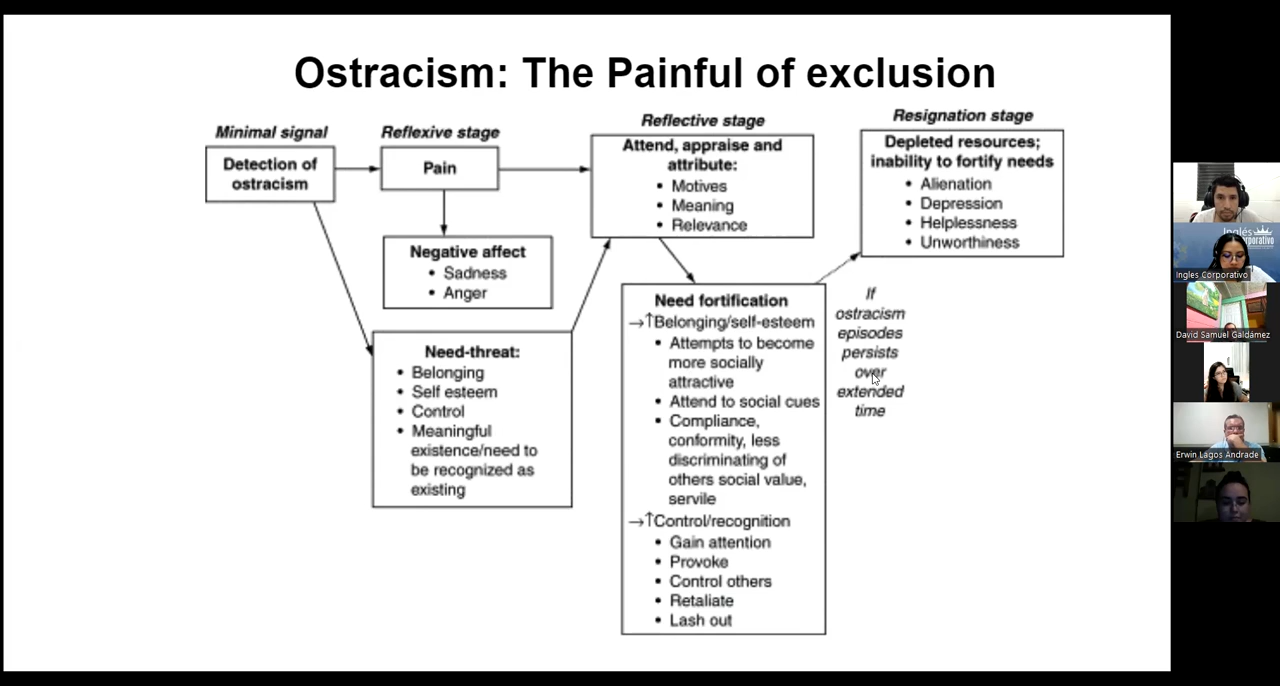 Ostracism: The Painful of exclusion
Minimal signal
Detection of
ostracism
Reflexive stage
Pain
Negative affect
• Sadness
• Anger
Need-threat:
• Belonging
• Self esteem
• Control
• Meaningful
existence/need to
be recognized as
existing
Reflective stage
Attend, appraise and
attribute:
• Motives
• Meaning
• Relevance
Need fortification
→↑Belonging/self-esteem
• Attempts to become
more socially
attractive
• Attend to social cues
• Compliance,
conformity, less
discriminating of
others social value,
servile
→↑Control/recognition
• Gain attention
• Provoke
• Control others
• Retaliate
• Lash out
Resignation stage
Depleted resources;
inability to fortify needs
• Alienation
• Depression
• Helplessness
• Unworthiness
If
ostracism
episodes
persists
over
extended
time
Inglés
Corporativo
Ingles Corporativo
David Samuel Galdámez
Erwin Lagos Andrade